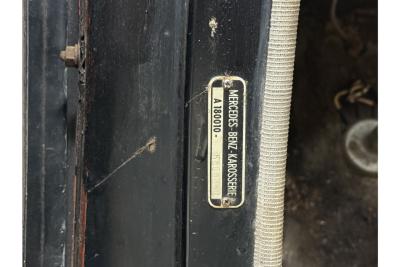 MERCEDES-BENZ-KAROSSERIE
A 180010-